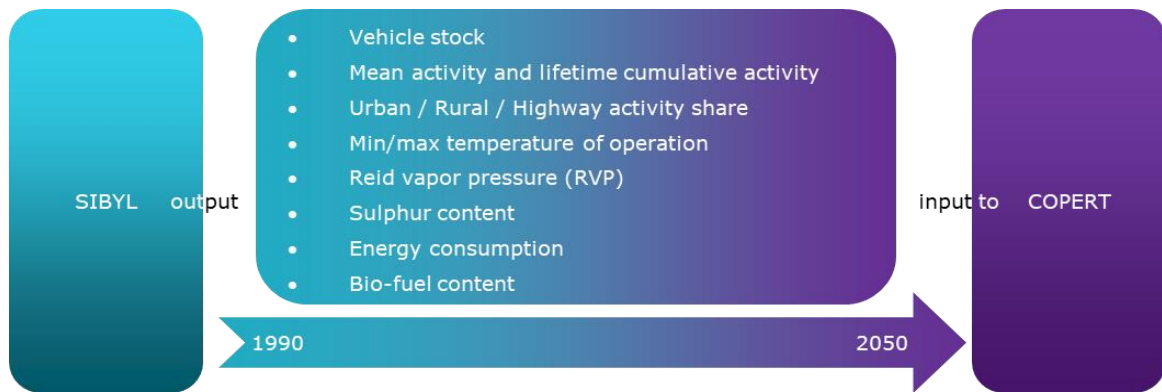 SIBYL output
• Vehicle stock
• Mean activity and lifetime cumulative activity
• Urban / Rural / Highway activity share
• Min/max temperature of operation
• Reid vapor pressure (RVP)
• Sulphur content
• Energy consumption
• Bio-fuel content
input to COPERT
1990 2050